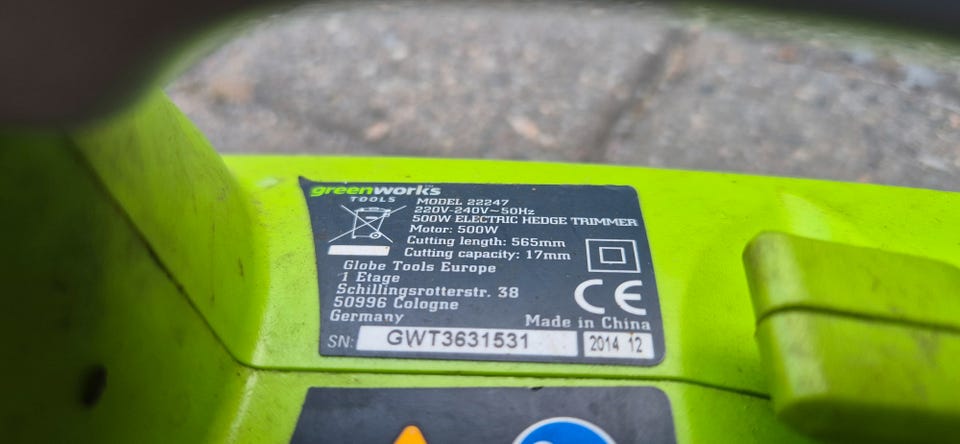 greenworks
TOOLS
MODEL 22247
220V-240V~50Hz
500W ELECTRIC HEDGE TRIMMER
Motor: 500W
Cutting length: 565mm
Cutting capacity: 17mm
Globe Tools Europe
1 Etage
Schillingsrotterstr. 38
50996 Cologne
Germany
CE
Made in China
SN: GWT3631531
2014 12